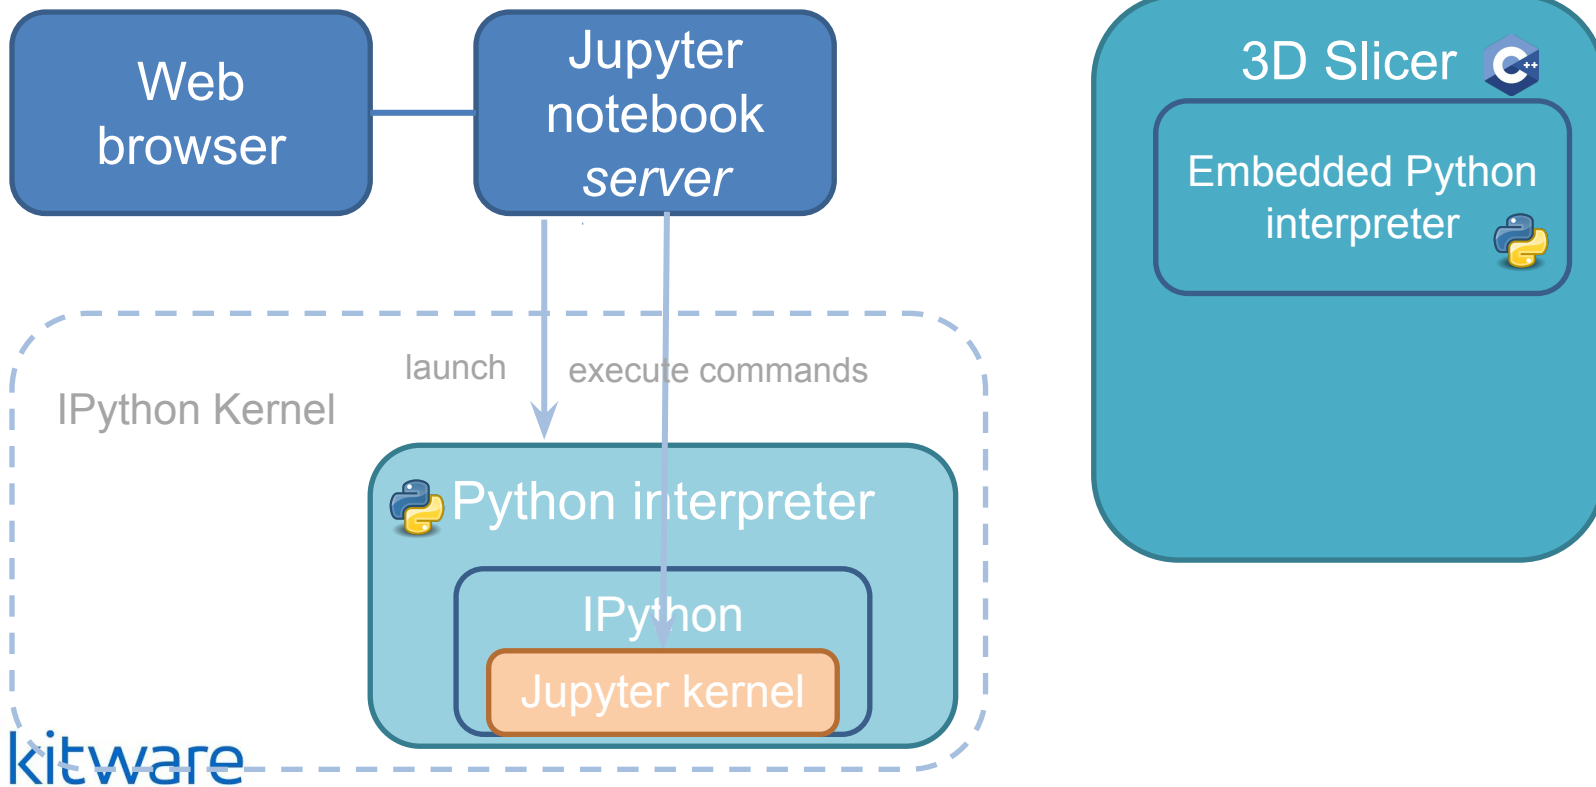 Web
browser
Jupyter
notebook
server
3D Slicer
C++
Embedded Python
interpreter
launch
execute commands
IPython Kernel
Python interpreter
IPython
Jupyter kernel
kitware